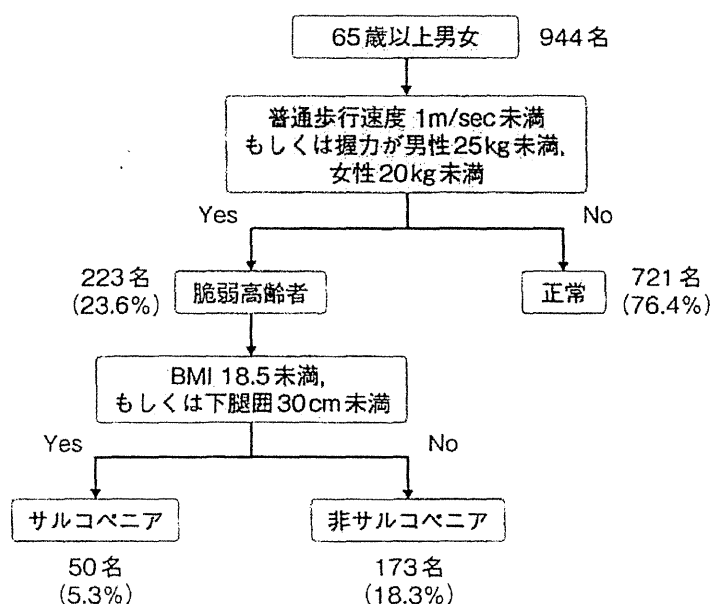 65歳以上男女 944名
普通歩行速度 1m/sec未満
もしくは握力が男性25kg未満,
女性20kg未満
Yes No
223名
(23.6%)
脆弱高齢者
正常
721名
(76.4%)
BMI 18.5未満,
もしくは下腿囲30cm未満
Yes No
サルコペニア 非サルコペニア
50名 173名
(5.3%) (18.3%)